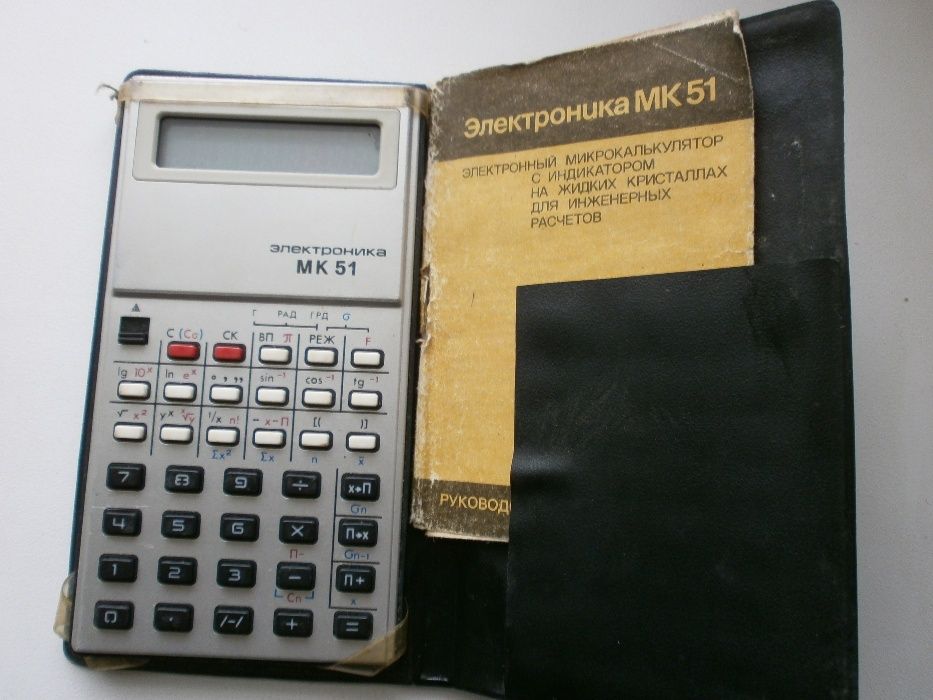 электроника
МК 51
Г РАД ГРД σ
С (Сσ) СК ВП π РЕЖ F
lg 10ˣ ln eˣ ° ' " sin⁻¹ cos⁻¹ tg⁻¹
√ x² yˣ ˣ√y 1/x n! – x–П [( )]
Σx² Σx n x̄
7 8 9 ÷ x→П
Gn
4 5 6 × П→x
П– Gn-1
1 2 3 – П+
Сп x
0 · /–/ + =
Электроника МК 51
ЭЛЕКТРОННЫЙ МИКРОКАЛЬКУЛЯТОР
С ИНДИКАТОРОМ
НА ЖИДКИХ КРИСТАЛЛАХ
ДЛЯ ИНЖЕНЕРНЫХ
РАСЧЕТОВ
РУКОВОД